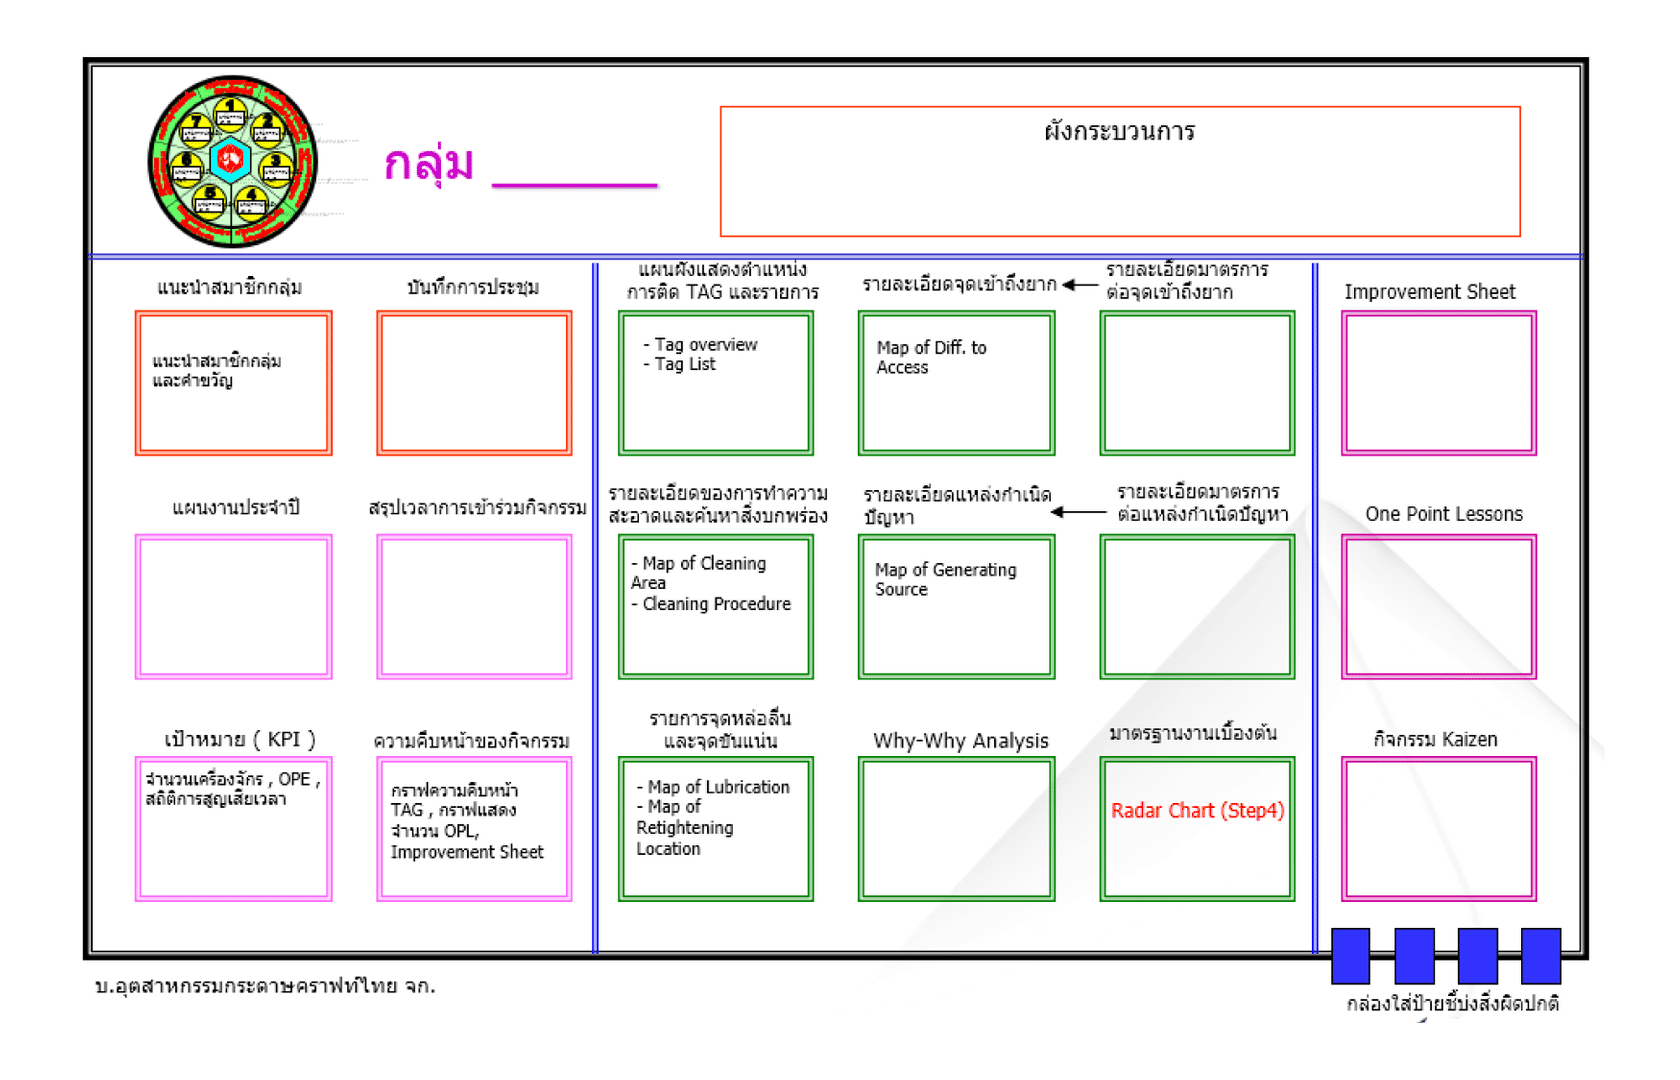 1
2
3
4
5
6
7
กลุ่ม
ผังกระบวนการ
แนะนำสมาชิกกลุ่ม
แนะนำสมาชิกกลุ่ม
และคำขวัญ
บันทึกการประชุม
แผนผังแสดงตำแหน่ง
การติด TAG และรายการ
- Tag overview
- Tag List
รายละเอียดจุดเข้าถึงยาก
Map of Diff. to
Access
รายละเอียดมาตรการ
ต่อจุดเข้าถึงยาก
Improvement Sheet
แผนงานประจำปี
สรุปเวลาการเข้าร่วมกิจกรรม
รายละเอียดของการทำความ
สะอาดและค้นหาสิ่งบกพร่อง
- Map of Cleaning
Area
- Cleaning Procedure
รายละเอียดแหล่งกำเนิด
ปัญหา
Map of Generating
Source
รายละเอียดมาตรการ
ต่อแหล่งกำเนิดปัญหา
One Point Lessons
เป้าหมาย ( KPI )
จำนวนเครื่องจักร , OPE ,
สถิติการสูญเสียเวลา
ความคืบหน้าของกิจกรรม
กราฟความคืบหน้า
TAG , กราฟแสดง
จำนวน OPL,
Improvement Sheet
รายการจุดหล่อลื่น
และจุดขันแน่น
- Map of Lubrication
- Map of
Retightening
Location
Why-Why Analysis
มาตรฐานงานเบื้องต้น
Radar Chart (Step4)
กิจกรรม Kaizen
บ.อุตสาหกรรมกระดาษคราฟท์ไทย จก.
กล่องใส่ป้ายชี้บ่งสิ่งผิดปกติ